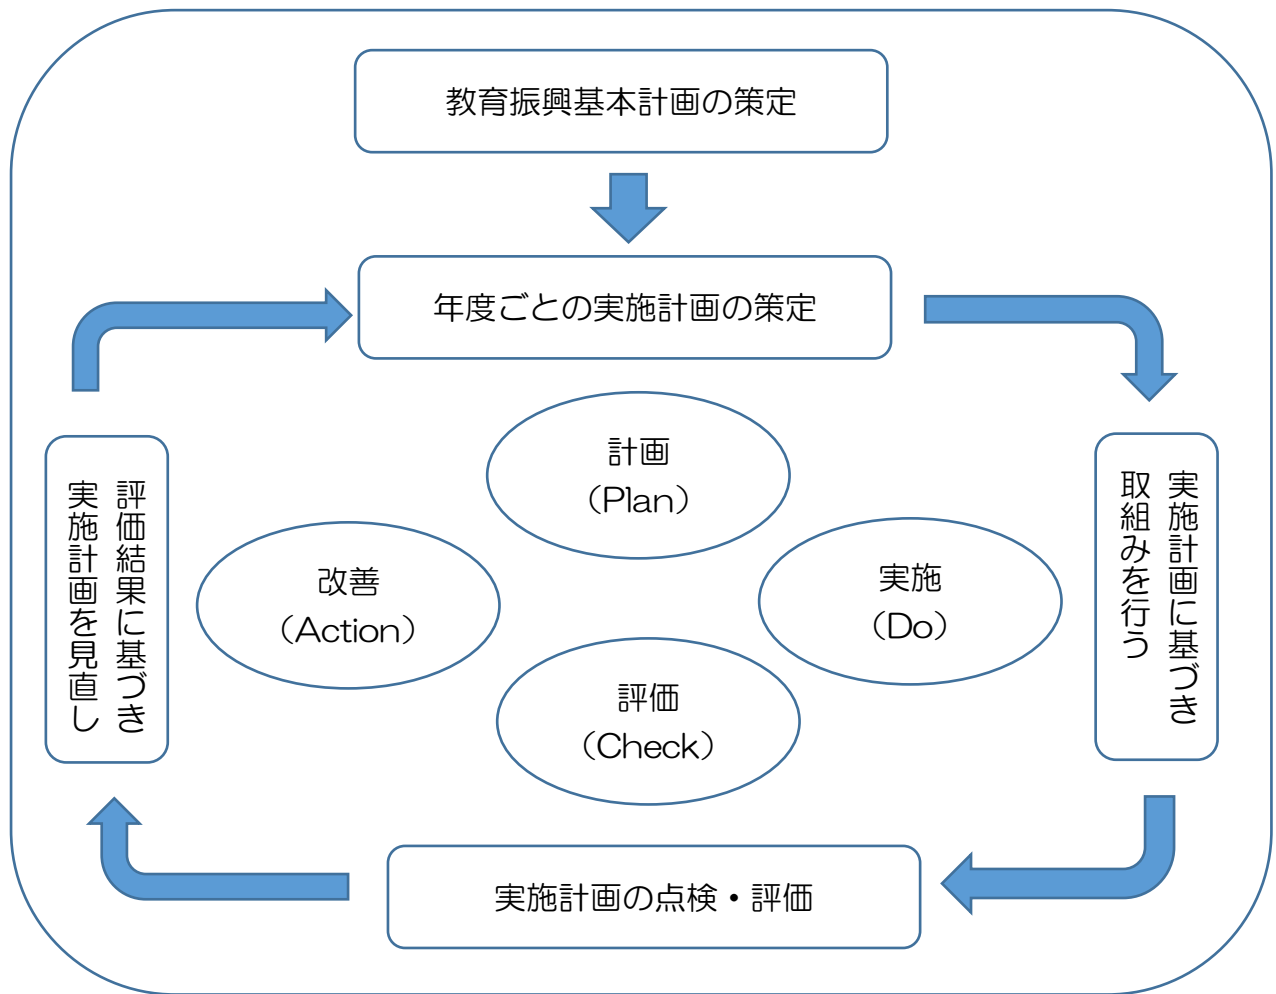 教育振興基本計画の策定
年度ごとの実施計画の策定
計画
（Plan）
実施計画に基づき
取組みを行う
評価結果に基づき
実施計画を見直し
改善
（Action）
実施
（Do）
評価
（Check）
実施計画の点検・評価